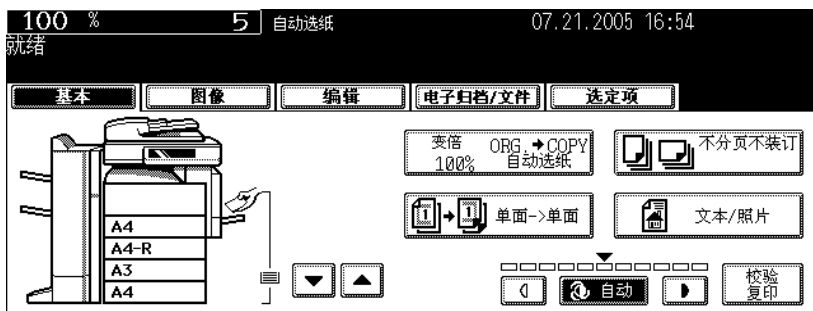 100 % 5 自动选纸 07.21.2005 16:54
就绪
基本 图像 编辑 电子归档/文件 选定项
变倍 ORG.➔COPY
100% 自动选纸
不分页不装订
1 ➔ 1 单面->单面
文本/照片
A4
A4-R
A3
A4
自动
校验
复印